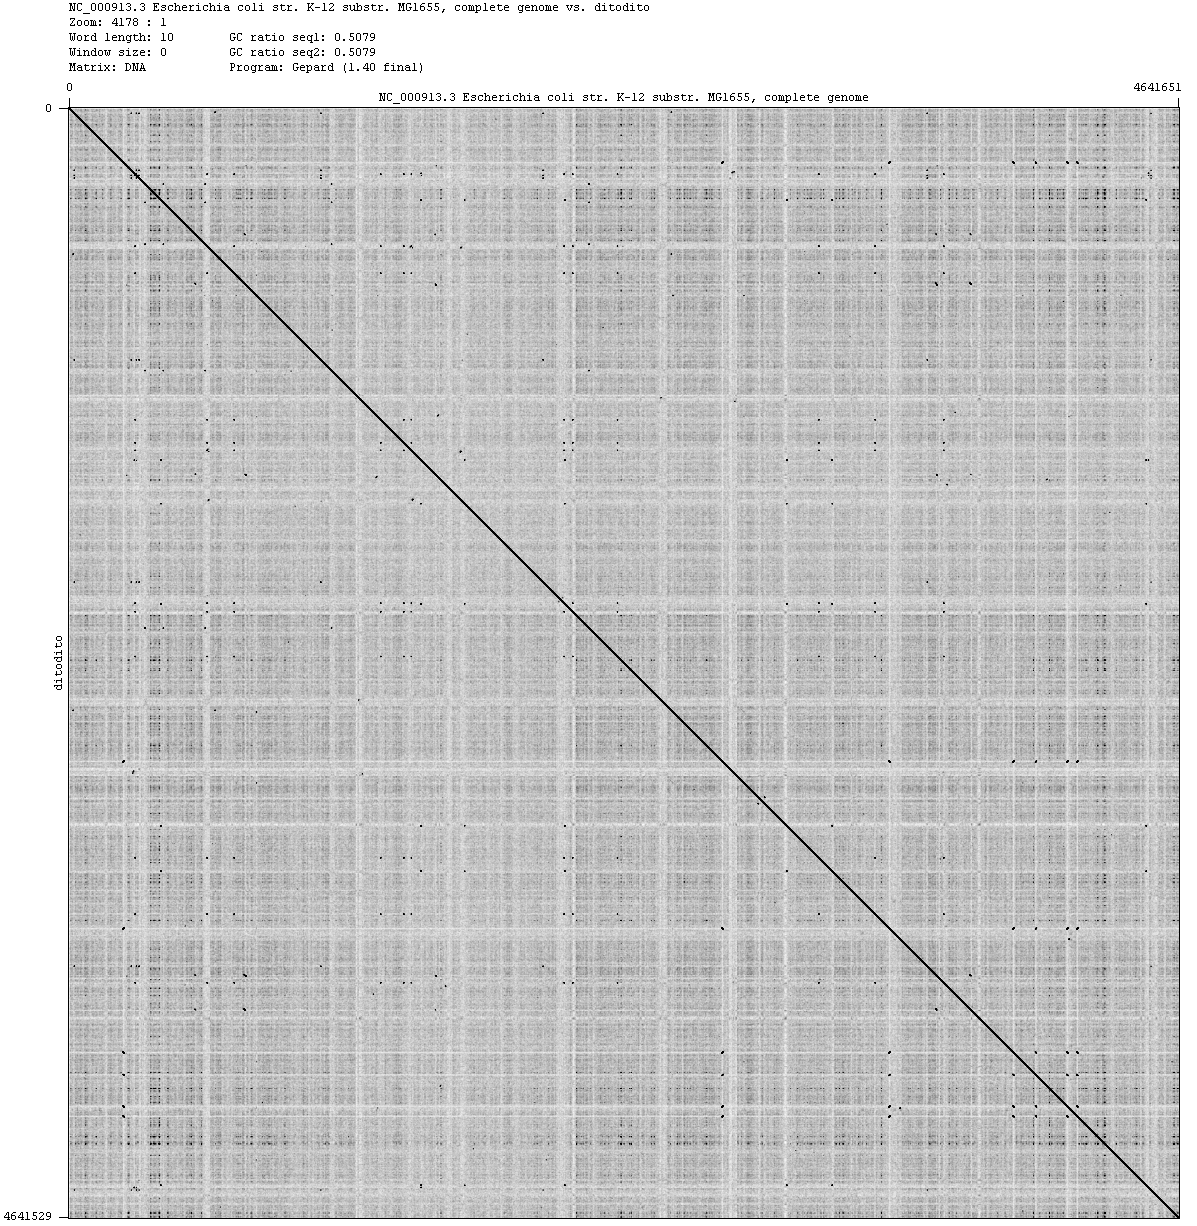 NC_000913.3 Escherichia coli str. K-12 substr. MG1655, complete genome vs. ditodito
Zoom: 4178 : 1
Word length: 10 GC ratio seq1: 0.5079
Window size: 0 GC ratio seq2: 0.5079
Matrix: DNA Program: Gepard (1.40 final)
0 4641651
NC_000913.3 Escherichia coli str. K-12 substr. MG1655, complete genome
0
ditodito
4641529